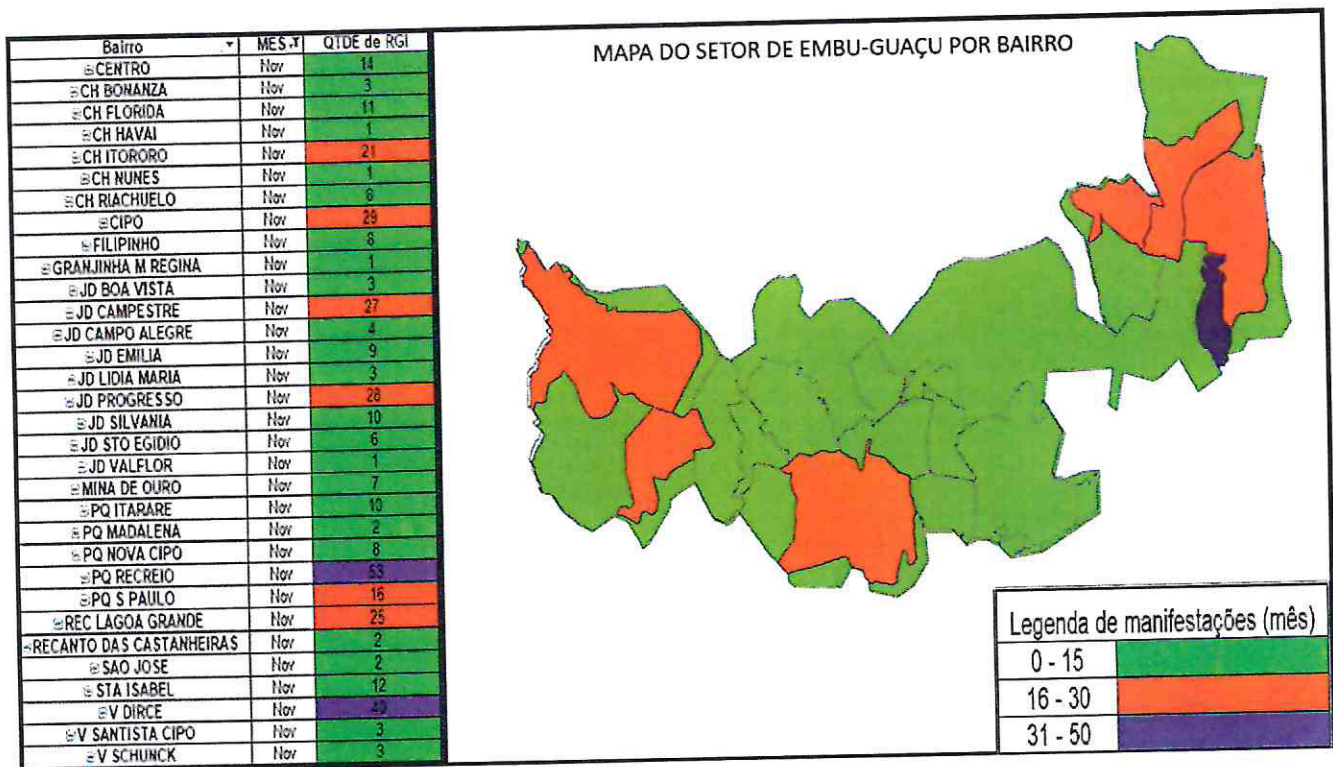 Bairro MES QTDE de RGI
CENTRO Nov 14
CH BONANZA Nov 3
CH FLORIDA Nov 11
CH HAVAI Nov 1
CH ITORORO Nov 21
CH NUNES Nov 1
CH RIACHUELO Nov
CIPO Nov 29
FILIPINHO Nov 8
GRANJINHA M REGINA Nov 1
JD BOA VISTA Nov 3
JD CAMPESTRE Nov 27
JD CAMPO ALEGRE Nov 4
JD EMILIA Nov 9
JD LIDIA MARIA Nov 3
JD PROGRESSO Nov 28
JD SILVANIA Nov 10
JD STO EGIDIO Nov 6
JD VALFLOR Nov 1
MINA DE OURO Nov 7
PQ ITARARE Nov 10
PQ MADALENA Nov 2
PQ NOVA CIPO Nov 8
PQ RECREIO Nov
PQ S PAULO Nov 16
REC LAGOA GRANDE Nov 25
RECANTO DAS CASTANHEIRAS Nov 2
SAO JOSE Nov 2
STA ISABEL Nov 12
V DIRCE Nov
V SANTISTA CIPO Nov 3
V SCHUNCK Nov 3
MAPA DO SETOR DE EMBU-GUAÇU POR BAIRRO
Legenda de manifestações (mês)
0 - 15
16 - 30
31 - 50